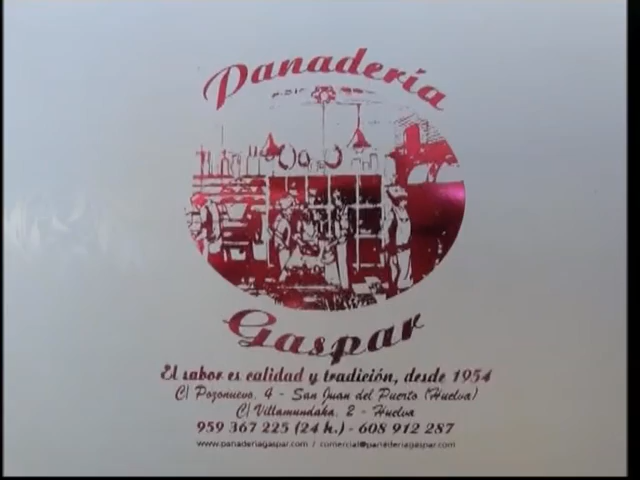 Panadería
Gaspar
El sabor es calidad y tradición, desde 1954
C/ Pozonuevo, 4 - San Juan del Puerto (Huelva)
C/ Villamundaka, 2 - Huelva
959 367 225 (24 h.) - 608 912 287
www.panaderiagaspar.com / comercial@panaderiagaspar.com